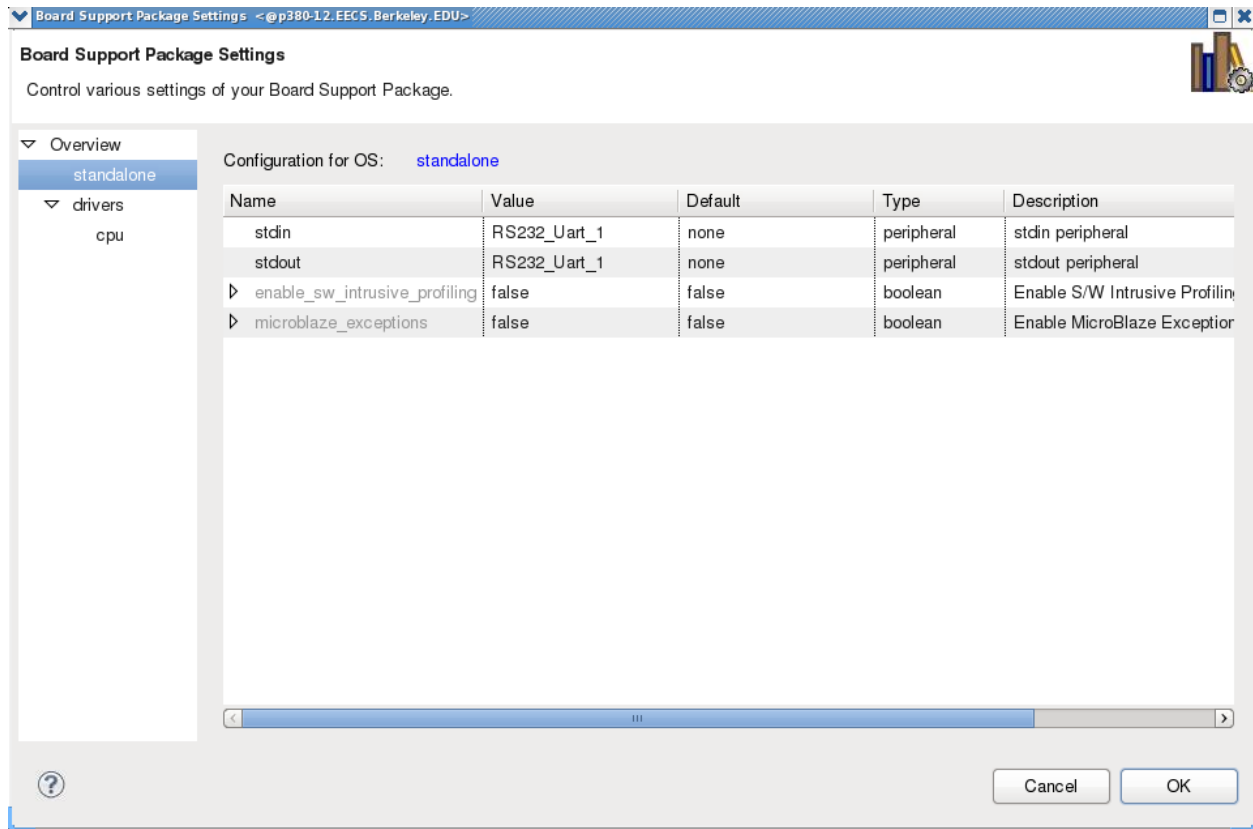 Board Support Package Settings <@p380-12.EECS.Berkeley.EDU>
Board Support Package Settings
Control various settings of your Board Support Package.
Overview
standalone
drivers
cpu
Configuration for OS: standalone
Name Value Default Type Description
stdin RS232_Uart_1 none peripheral stdin peripheral
stdout RS232_Uart_1 none peripheral stdout peripheral
enable_sw_intrusive_profiling false false boolean Enable S/W Intrusive Profiling
microblaze_exceptions false false boolean Enable MicroBlaze Exception
Cancel OK